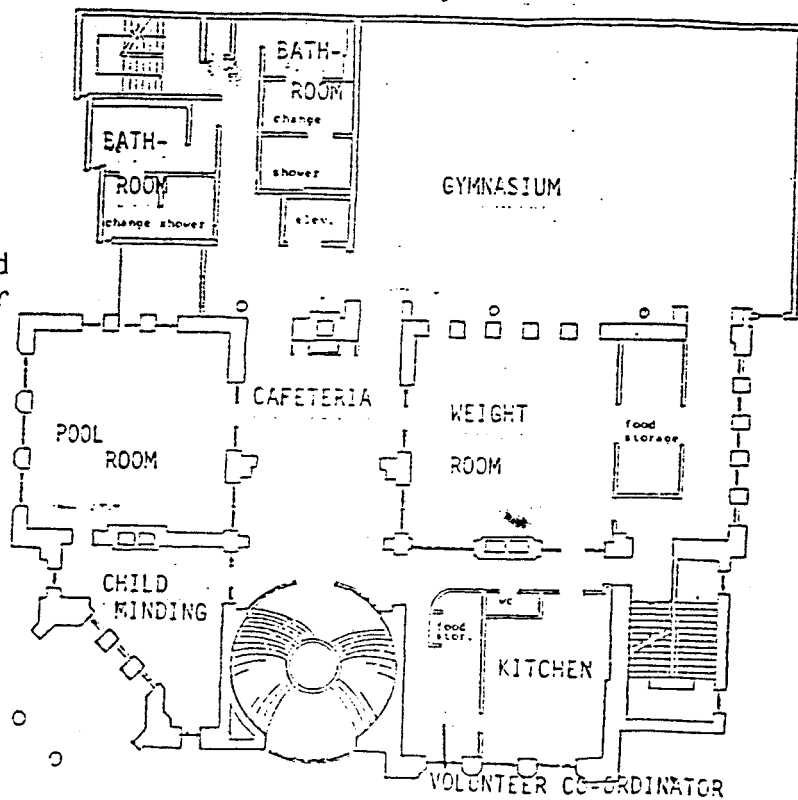 BATH-
ROOM
change
shower
elev.
BATH-
ROOM
change shower
GYMNASIUM
d
r
CAFETERIA
POOL
ROOM
WEIGHT
ROOM
food
storage
CHILD
MINDING
food
stor.
WC
KITCHEN
VOLUNTEER CO-ORDINATOR